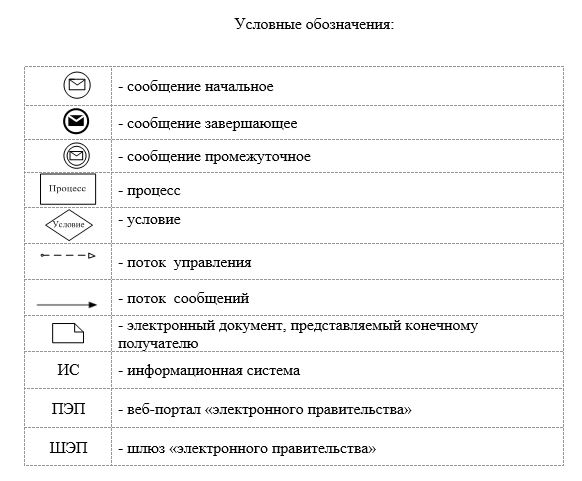 Условные обозначения:
- сообщение начальное
- сообщение завершающее
- сообщение промежуточное
Процесс - процесс
Условие - условие
- поток управления
- поток сообщений
- электронный документ, представляемый конечному
получателю
ИС - информационная система
ПЭП - веб-портал «электронного правительства»
ШЭП - шлюз «электронного правительства»